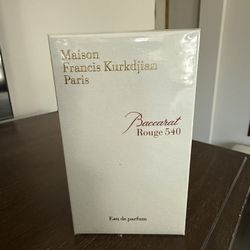 Maison
Francis Kurkdjian
Paris
Baccarat
Rouge 540
Eau de parfum